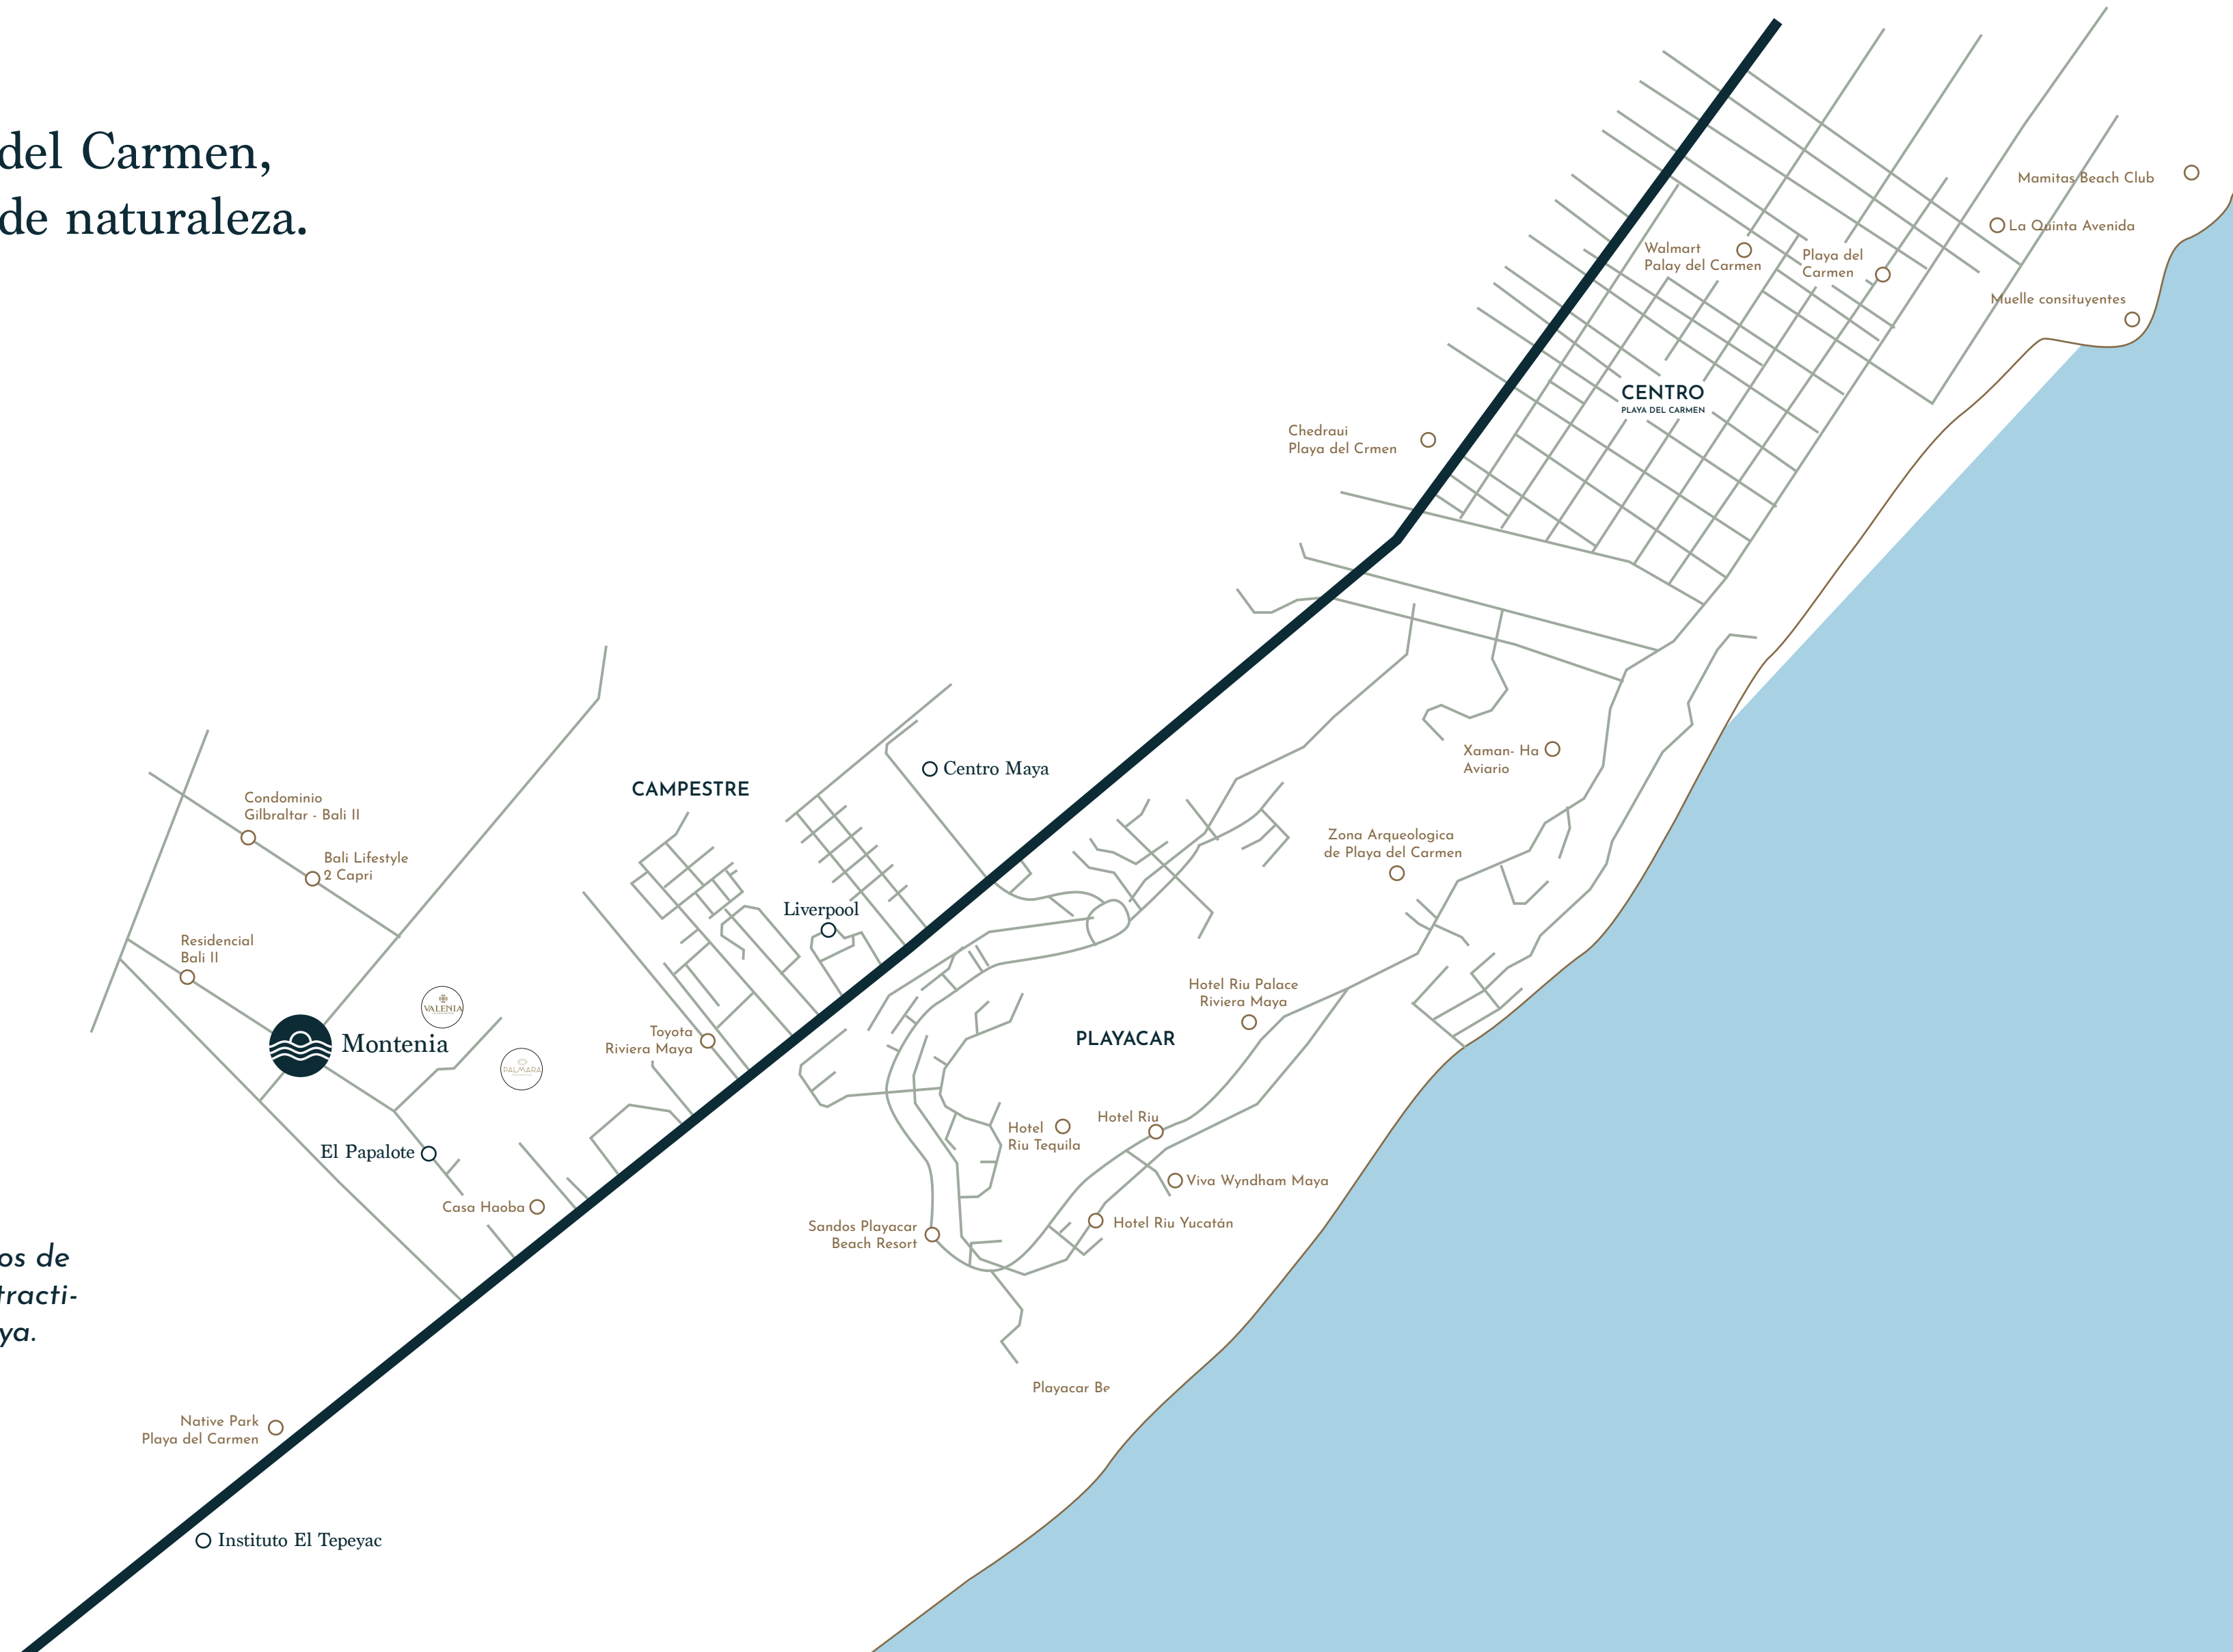 del Carmen,
de naturaleza.
Mamitas Beach Club
La Quinta Avenida
Walmart
Palay del Carmen
Playa del
Carmen
Muelle consituyentes
CENTRO
PLAYA DEL CARMEN
Chedraui
Playa del Crmen
Xaman- Ha
Aviario
Centro Maya
CAMPESTRE
Condominio
Gilbraltar - Bali II
Zona Arqueologica
de Playa del Carmen
Bali Lifestyle
2 Capri
Liverpool
Residencial
Bali II
Hotel Riu Palace
Riviera Maya
VALENIA
Toyota
Riviera Maya
PLAYACAR
Montenia
PALMARA
Hotel Riu
Hotel
Riu Tequila
El Papalote
Viva Wyndham Maya
Casa Haoba
Sandos Playacar
Beach Resort
Hotel Riu Yucatán
os de
tracti-
ya.
Playacar Be
Native Park
Playa del Carmen
Instituto El Tepeyac